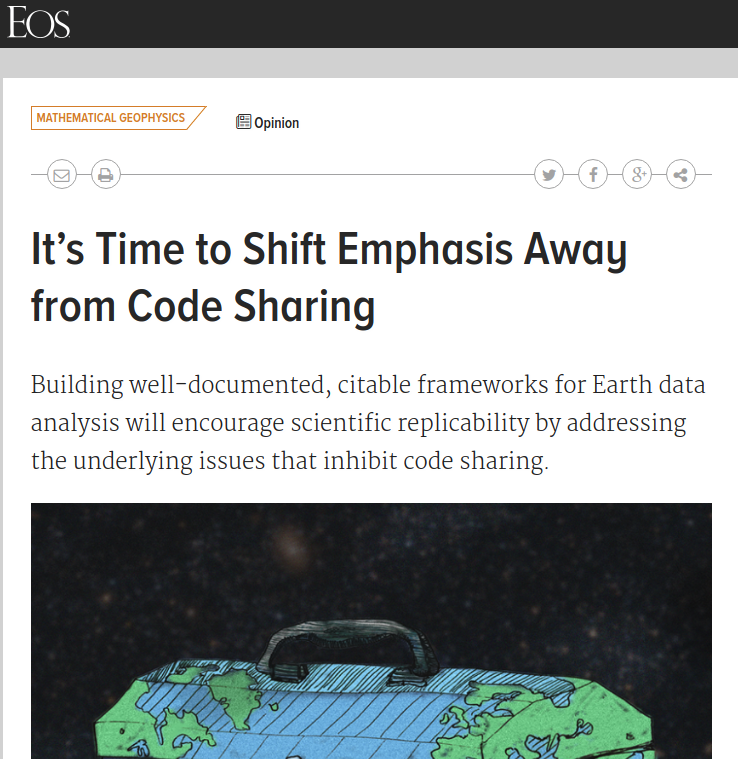 Eos
MATHEMATICAL GEOPHYSICS
Opinion
It’s Time to Shift Emphasis Away
from Code Sharing
Building well-documented, citable frameworks for Earth data
analysis will encourage scientific replicability by addressing
the underlying issues that inhibit code sharing.